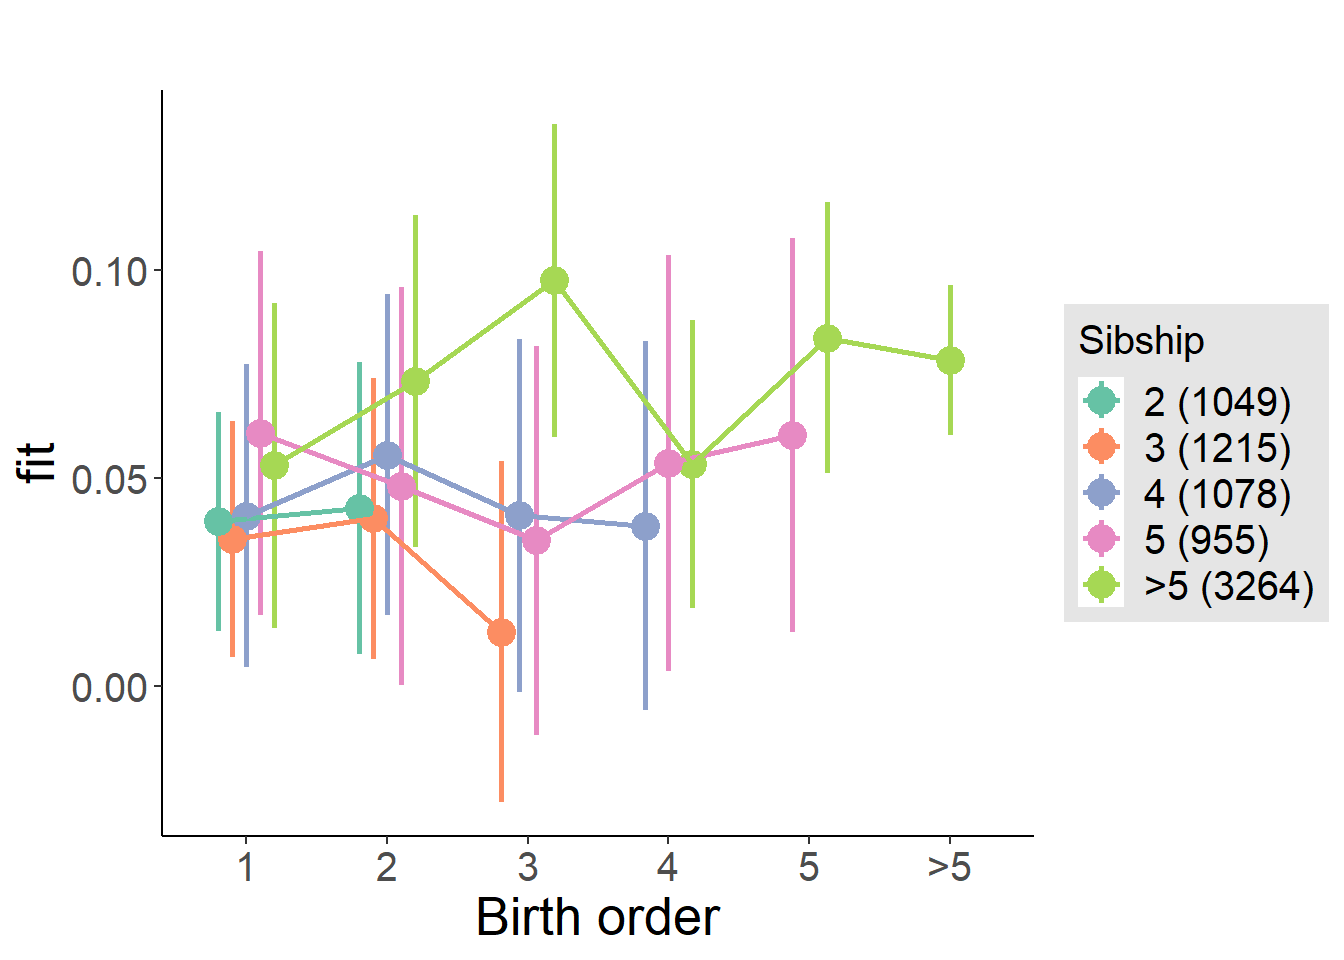 fit
0.10
0.05
0.00
1 2 3 4 5 >5
Birth order
Sibship
2 (1049)
3 (1215)
4 (1078)
5 (955)
>5 (3264)